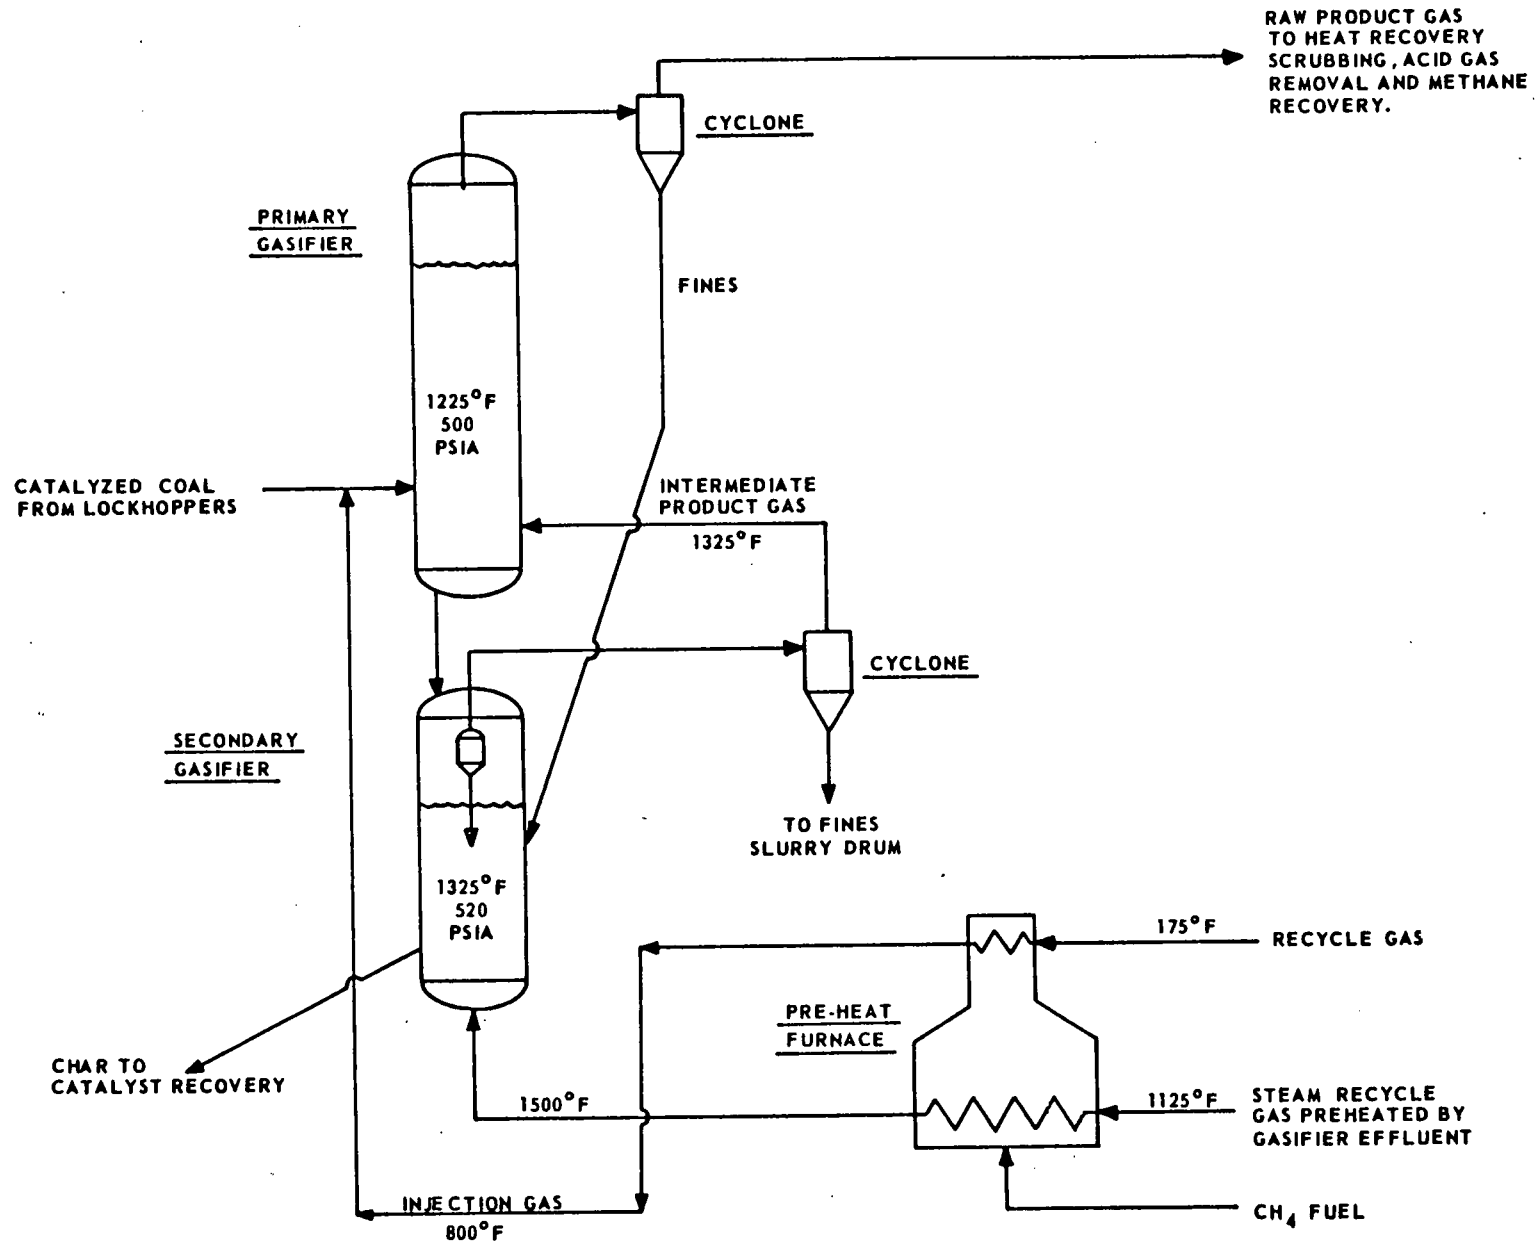 RAW PRODUCT GAS
TO HEAT RECOVERY
SCRUBBING, ACID GAS
REMOVAL AND METHANE
RECOVERY.
CYCLONE
PRIMARY
GASIFIER
FINES
1225°F
500
PSIA
CATALYZED COAL
FROM LOCKHOPPERS
INTERMEDIATE
PRODUCT GAS
1325°F
CYCLONE
SECONDARY
GASIFIER
TO FINES
SLURRY DRUM
1325°F
520
PSIA
175°F
RECYCLE GAS
PRE-HEAT
FURNACE
CHAR TO
CATALYST RECOVERY
1500°F
1125°F
STEAM RECYCLE
GAS PREHEATED BY
GASIFIER EFFLUENT
INJECTION GAS
800°F
CH4 FUEL